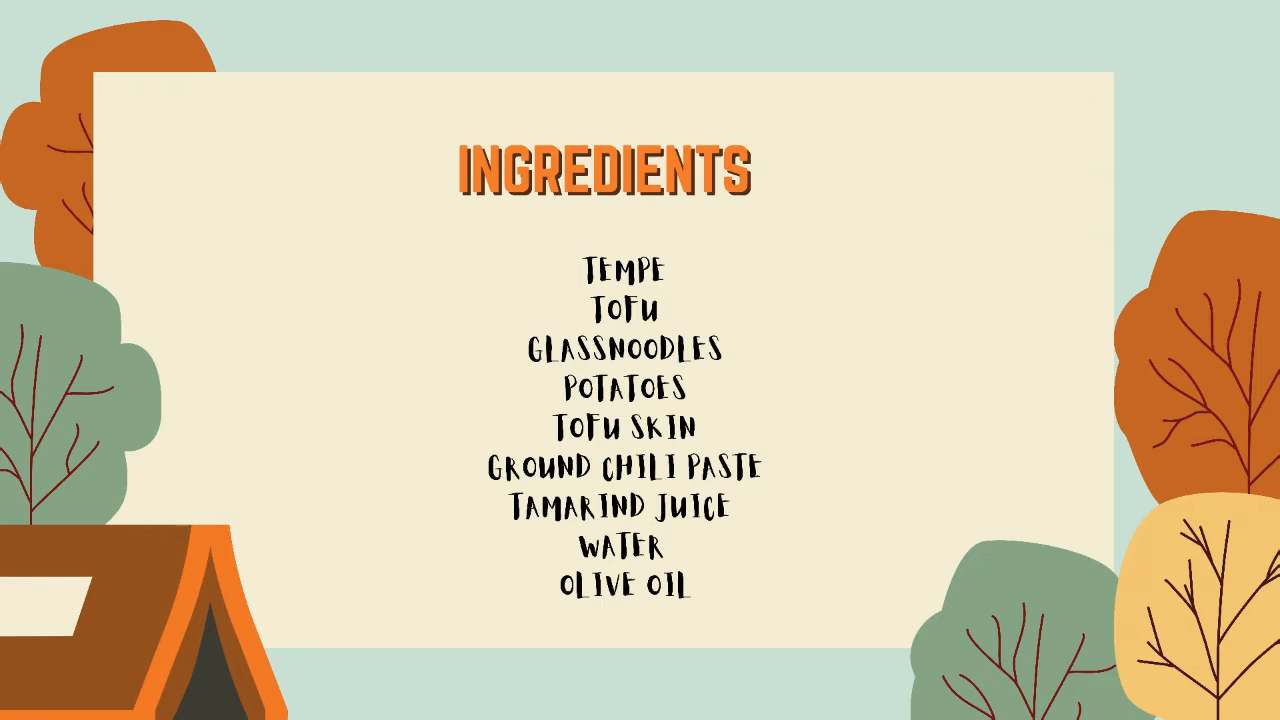 INGREDIENTS
TEMPE
TOFU
GLASSNOODLES
POTATOES
TOFU SKIN
GROUND CHILI PASTE
TAMARIND JUICE
WATER
OLIVE OIL